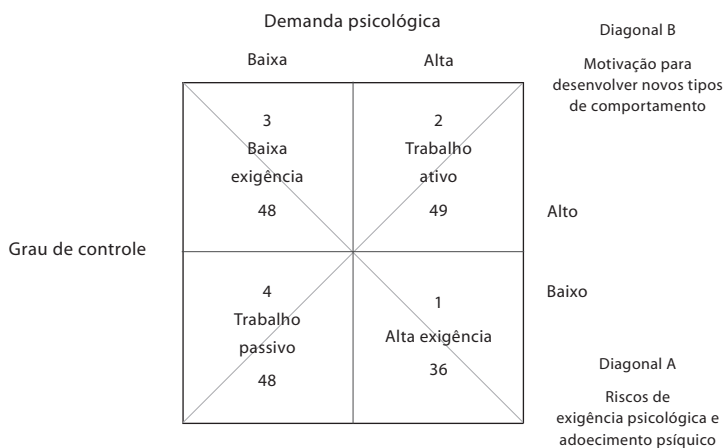 Demanda psicológica
Diagonal B
Baixa
Alta
Motivação para
desenvolver novos tipos
de comportamento
3
Baixa
exigência
48
2
Trabalho
ativo
49
Alto
Grau de controle
4
Trabalho
passivo
48
1
Alta exigência
36
Baixo
Diagonal A
Riscos de
exigência psicológica e
adoecimento psíquico